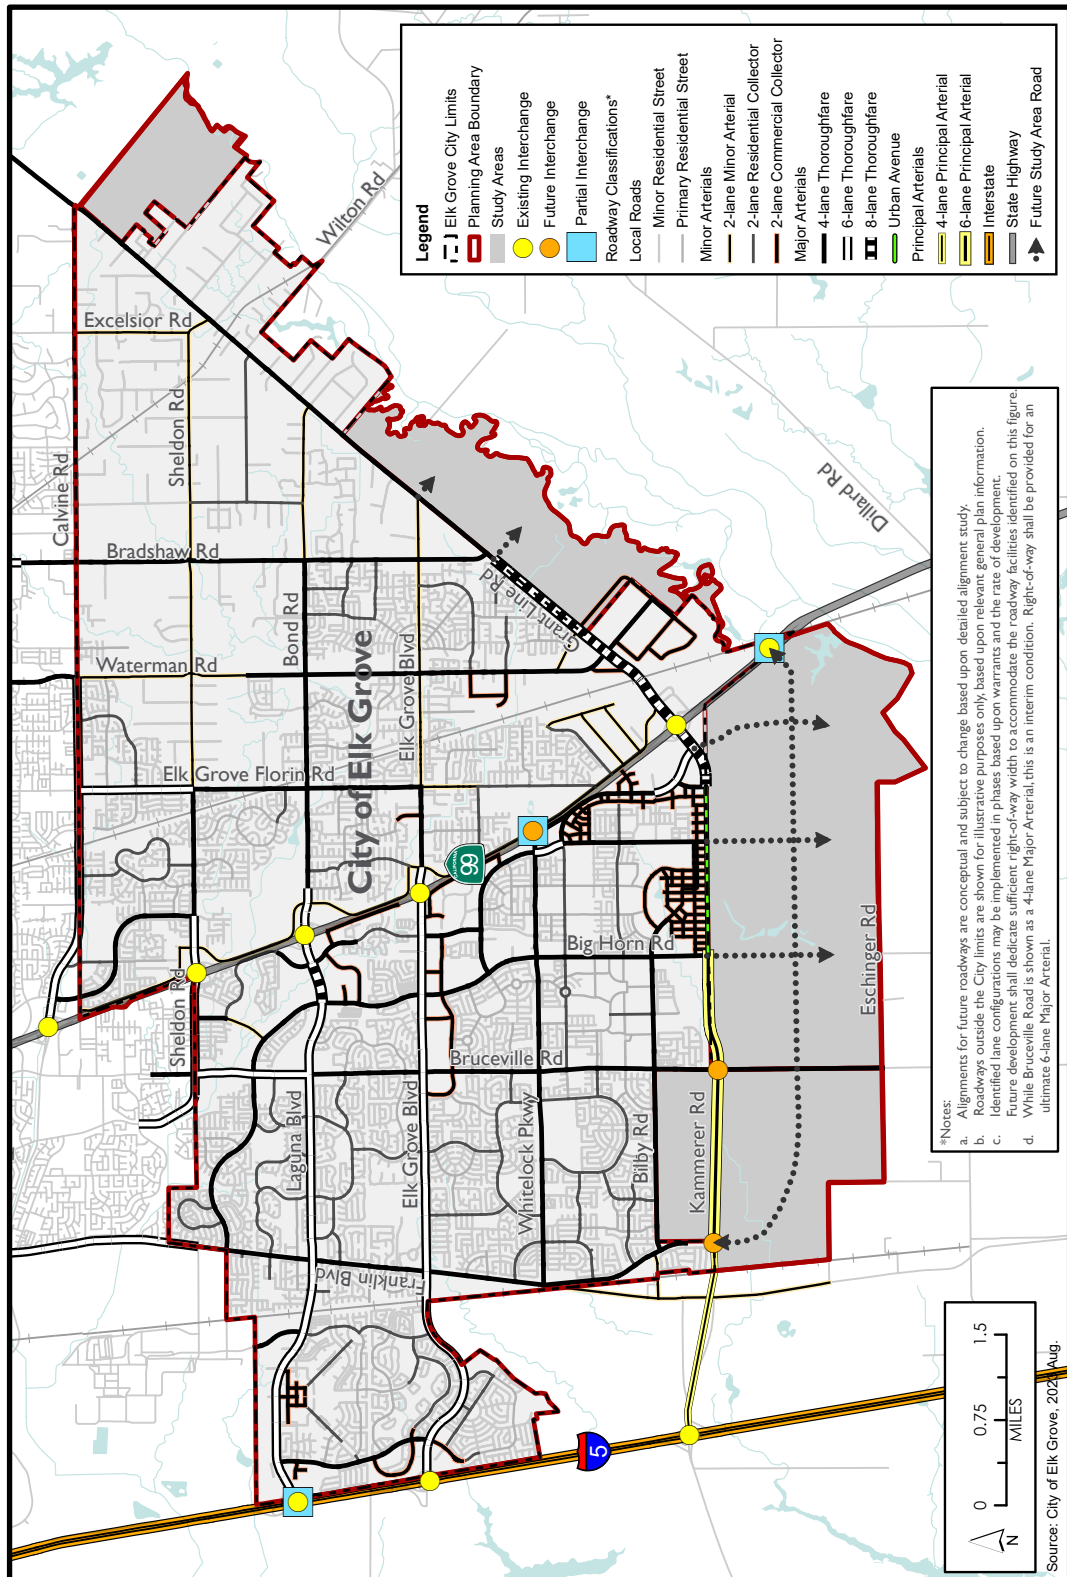 Legend
Elk Grove City Limits
Planning Area Boundary
Study Areas
Existing Interchange
Future Interchange
Partial Interchange
Roadway Classifications*
Local Roads
Minor Residential Street
Primary Residential Street
Minor Arterials
2-lane Minor Arterial
2-lane Residential Collector
2-lane Commercial Collector
Major Arterials
4-lane Thoroughfare
6-lane Thoroughfare
8-lane Thoroughfare
Urban Avenue
Principal Arterials
4-lane Principal Arterial
6-lane Principal Arterial
Interstate
State Highway
Future Study Area Road
Calvine Rd
Excelsior Rd
Wilton Rd
Sheldon Rd
Bradshaw Rd
Bond Rd
Waterman Rd
Elk Grove Blvd
Grant Line Rd
Dillard Rd
Elk Grove Florin Rd
City of Elk Grove
CALIFORNIA
99
Sheldon Rd
Big Horn Rd
Eschinger Rd
Bruceville Rd
Laguna Blvd
Elk Grove Blvd
Whitelock Pkwy
Bilby Rd
Kammerer Rd
Franklin Blvd
5
*Notes:
a. Alignments for future roadways are conceptual and subject to change based upon detailed alignment study.
b. Roadways outside the City limits are shown for illustrative purposes only, based upon relevant general plan information.
c. Identified lane configurations may be implemented in phases based upon warrants and the rate of development.
Future development shall dedicate sufficient right-of-way width to accommodate the roadway facilities identified on this figure.
d. While Bruceville Road is shown as a 4-lane Major Arterial, this is an interim condition. Right-of-way shall be provided for an
ultimate 6-lane Major Arterial.
N
0 0.75 1.5
MILES
Source: City of Elk Grove, 2023 Aug.